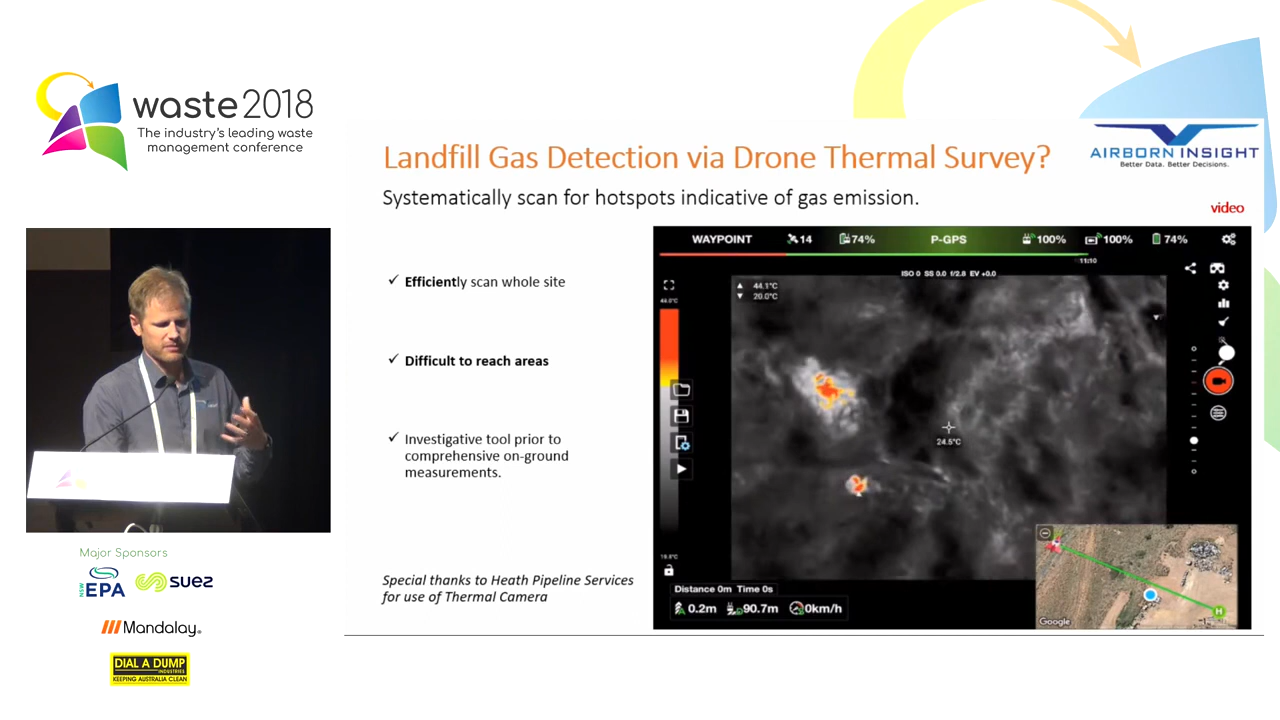 waste 2018
The industry's leading waste
management conference
AIRBORN INSIGHT
Better Data. Better Decisions.
Landfill Gas Detection via Drone Thermal Survey?
Systematically scan for hotspots indicative of gas emission.
video
✓ Efficiently scan whole site
✓ Difficult to reach areas
✓ Investigative tool prior to
comprehensive on-ground
measurements.
Special thanks to Heath Pipeline Services
for use of Thermal Camera
WAYPOINT 14 74% P-GPS 100% 100% 74%
11:10
ISO 0 SS 0.0 f/2.8 EV +0.0
▲ 44.1°C
▼ 20.0°C
24.5°C
Distance 0m Time 0s
0.2m 90.7m 0km/h
H
Google
Major Sponsors
NSW
EPA
suez
Mandalay
DIAL A DUMP
INDUSTRIES
KEEPING AUSTRALIA CLEAN